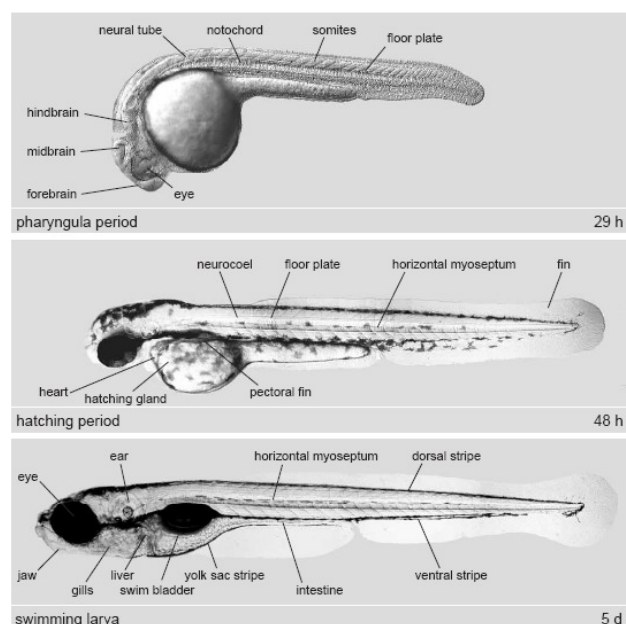 neural tube notochord somites floor plate
hindbrain
midbrain
forebrain eye
pharyngula period 29 h
neurocoel floor plate horizontal myoseptum fin
heart hatching gland pectoral fin
hatching period 48 h
eye ear horizontal myoseptum dorsal stripe
jaw gills liver swim bladder yolk sac stripe intestine ventral stripe
swimming larva 5 d